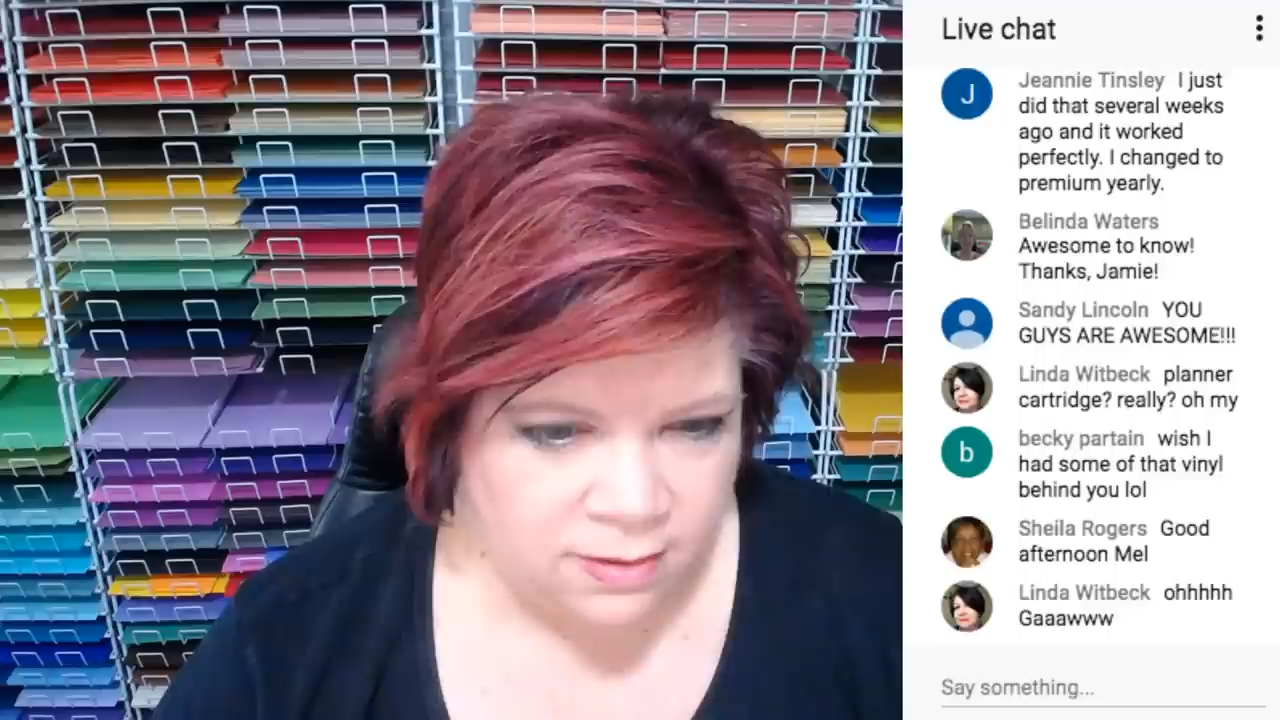 Live chat
Jeannie Tinsley I just
did that several weeks
ago and it worked
perfectly. I changed to
premium yearly.
Belinda Waters
Awesome to know!
Thanks, Jamie!
Sandy Lincoln YOU
GUYS ARE AWESOME!!!
Linda Witbeck planner
cartridge? really? oh my
becky partain wish I
had some of that vinyl
behind you lol
Sheila Rogers Good
afternoon Mel
Linda Witbeck ohhhhh
Gaaawww
Say something...
J
b